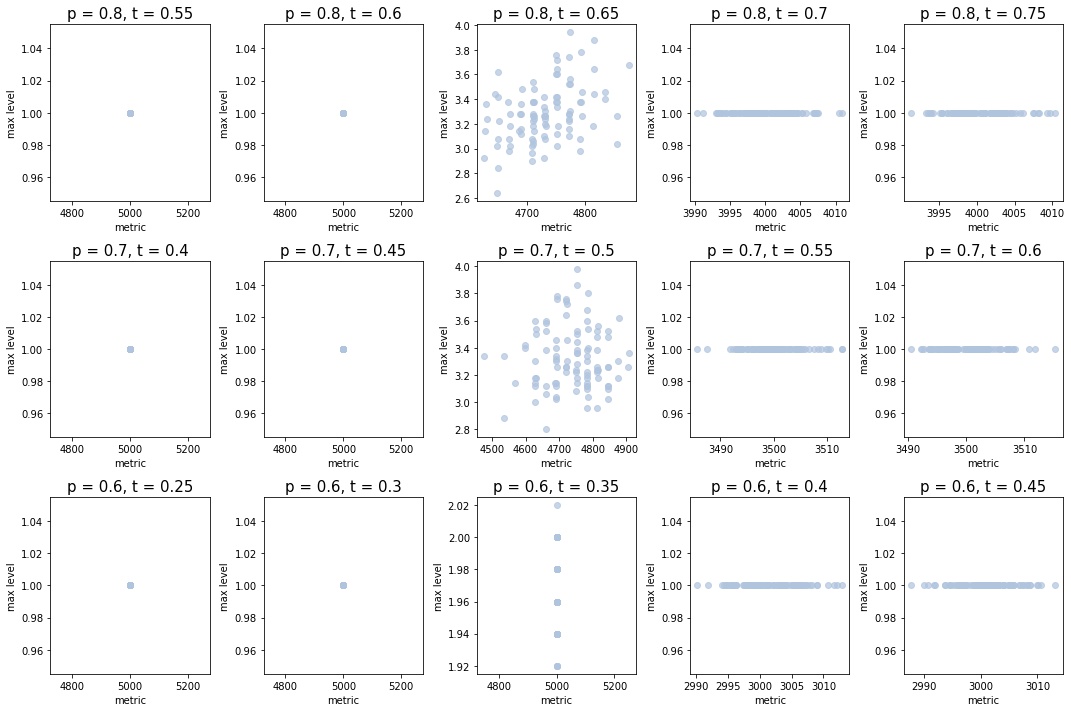 p = 0.8, t = 0.55
p = 0.8, t = 0.6
p = 0.8, t = 0.65
p = 0.8, t = 0.7
p = 0.8, t = 0.75
max level
1.04
1.02
1.00
0.98
0.96
4800 5000 5200
metric
max level
1.04
1.02
1.00
0.98
0.96
4800 5000 5200
metric
max level
4.0
3.8
3.6
3.4
3.2
3.0
2.8
2.6
4700 4800
metric
max level
1.04
1.02
1.00
0.98
0.96
3990 3995 4000 4005 4010
metric
max level
1.04
1.02
1.00
0.98
0.96
3995 4000 4005 4010
metric
p = 0.7, t = 0.4
p = 0.7, t = 0.45
p = 0.7, t = 0.5
p = 0.7, t = 0.55
p = 0.7, t = 0.6
max level
1.04
1.02
1.00
0.98
0.96
4800 5000 5200
metric
max level
1.04
1.02
1.00
0.98
0.96
4800 5000 5200
metric
max level
4.0
3.8
3.6
3.4
3.2
3.0
2.8
4500 4600 4700 4800 4900
metric
max level
1.04
1.02
1.00
0.98
0.96
3490 3500 3510
metric
max level
1.04
1.02
1.00
0.98
0.96
3490 3500 3510
metric
p = 0.6, t = 0.25
p = 0.6, t = 0.3
p = 0.6, t = 0.35
p = 0.6, t = 0.4
p = 0.6, t = 0.45
max level
1.04
1.02
1.00
0.98
0.96
4800 5000 5200
metric
max level
1.04
1.02
1.00
0.98
0.96
4800 5000 5200
metric
max level
2.02
2.00
1.98
1.96
1.94
1.92
4800 5000 5200
metric
max level
1.04
1.02
1.00
0.98
0.96
2990 2995 3000 3005 3010
metric
max level
1.04
1.02
1.00
0.98
0.96
2990 3000 3010
metric